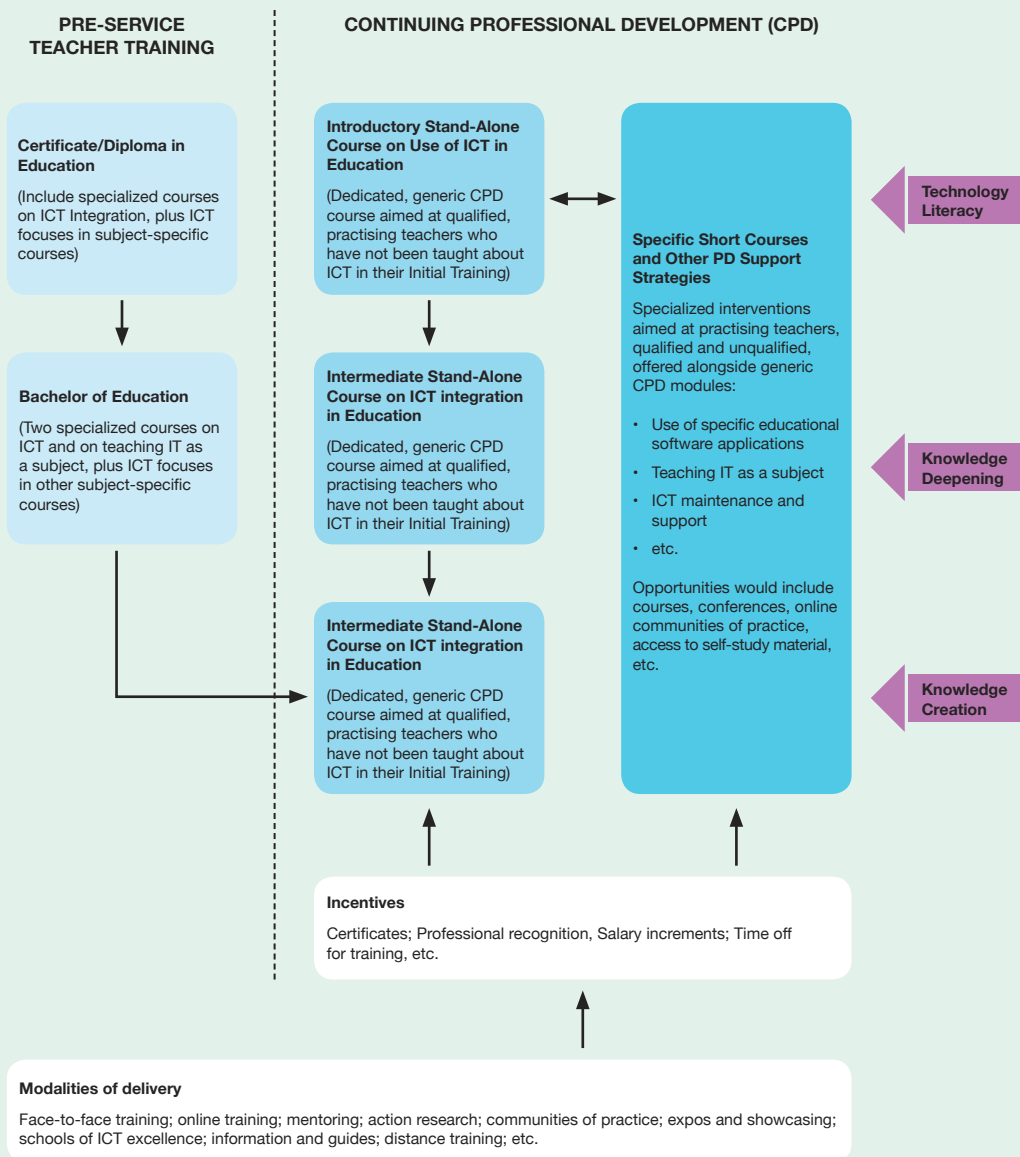 PRE-SERVICE
TEACHER TRAINING
CONTINUING PROFESSIONAL DEVELOPMENT (CPD)
Certificate/Diploma in
Education
(Include specialized courses
on ICT Integration, plus ICT
focuses in subject-specific
courses)
Bachelor of Education
(Two specialized courses on
ICT and on teaching IT as
a subject, plus ICT focuses
in other subject-specific
courses)
Introductory Stand-Alone
Course on Use of ICT in
Education
(Dedicated, generic CPD
course aimed at qualified,
practising teachers who
have not been taught about
ICT in their Initial Training)
Intermediate Stand-Alone
Course on ICT integration
in Education
(Dedicated, generic CPD
course aimed at qualified,
practising teachers who
have not been taught about
ICT in their Initial Training)
Intermediate Stand-Alone
Course on ICT integration
in Education
(Dedicated, generic CPD
course aimed at qualified,
practising teachers who
have not been taught about
ICT in their Initial Training)
Specific Short Courses
and Other PD Support
Strategies
Specialized interventions
aimed at practising teachers,
qualified and unqualified,
offered alongside generic
CPD modules:
• Use of specific educational
software applications
• Teaching IT as a subject
• ICT maintenance and
support
• etc.
Opportunities would include
courses, conferences, online
communities of practice,
access to self-study material,
etc.
Technology
Literacy
Knowledge
Deepening
Knowledge
Creation
Incentives
Certificates; Professional recognition, Salary increments; Time off
for training, etc.
Modalities of delivery
Face-to-face training; online training; mentoring; action research; communities of practice; expos and showcasing;
schools of ICT excellence; information and guides; distance training; etc.